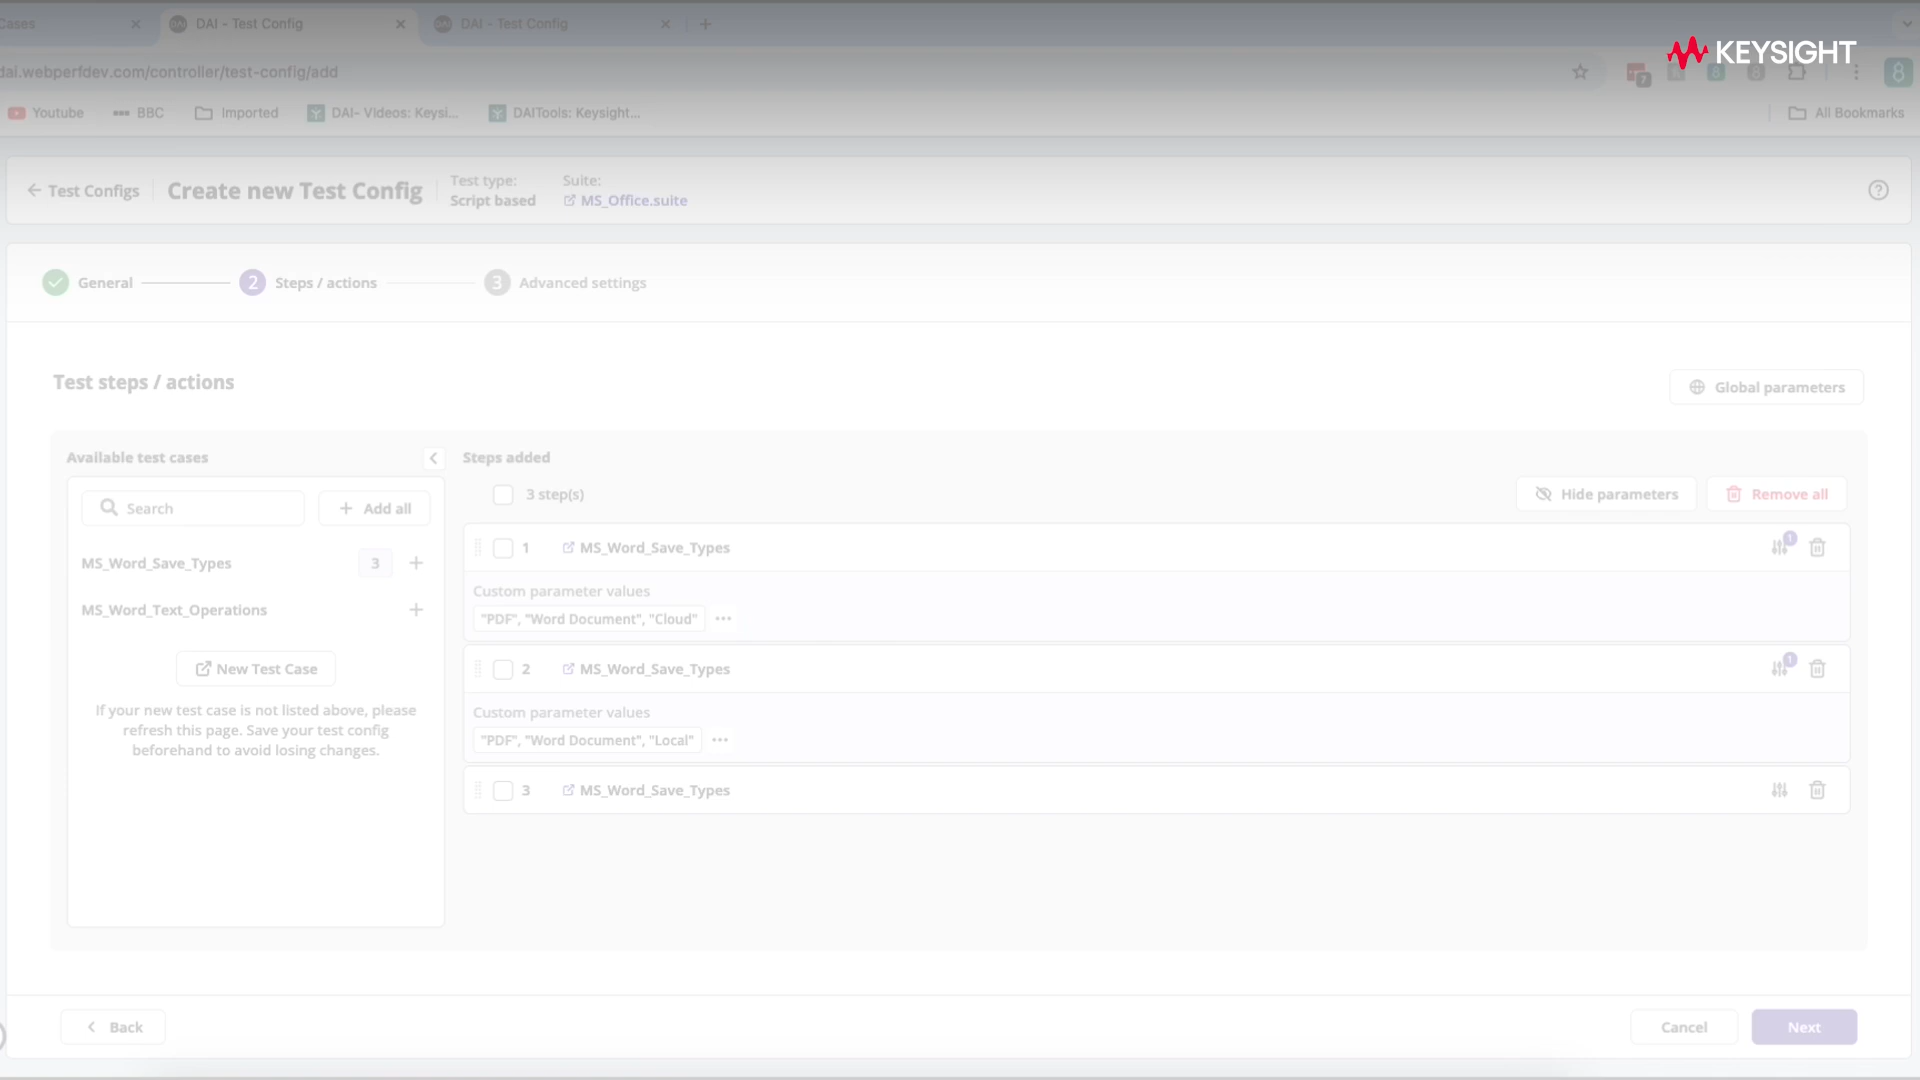 Cases
DAI - Test Config
DAI - Test Config
KEYSIGHT
dai.webperfdev.com/controller/test-config/add
7
8
Youtube
BBC
Imported
DAI- Videos: Keysi...
DAITools: Keysight...
All Bookmarks
Test Configs
Create new Test Config
Test type:
Script based
Suite:
MS_Office.suite
General
2 Steps / actions
3 Advanced settings
Test steps / actions
Global parameters
Available test cases
Steps added
Search
Add all
3 step(s)
Hide parameters
Remove all
MS_Word_Save_Types 3
MS_Word_Text_Operations
New Test Case
If your new test case is not listed above, please
refresh this page. Save your test config
beforehand to avoid losing changes.
1 MS_Word_Save_Types 1
Custom parameter values
"PDF", "Word Document", "Cloud" •••
2 MS_Word_Save_Types 1
Custom parameter values
"PDF", "Word Document", "Local" •••
3 MS_Word_Save_Types
Back
Cancel
Next